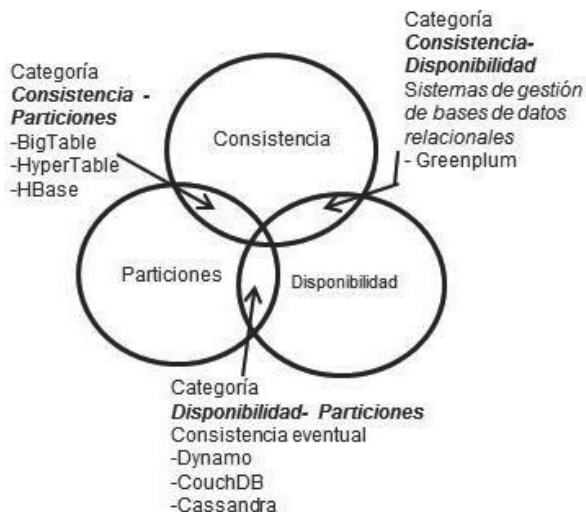 Categoría
Consistencia -
Particiones
-BigTable
-HyperTable
-HBase
Categoría
Consistencia-
Disponibilidad
Sistemas de gestión
de bases de datos
relacionales
- Greenplum
Consistencia
Particiones
Disponibilidad
Categoría
Disponibilidad- Particiones
Consistencia eventual
-Dynamo
-CouchDB
-Cassandra